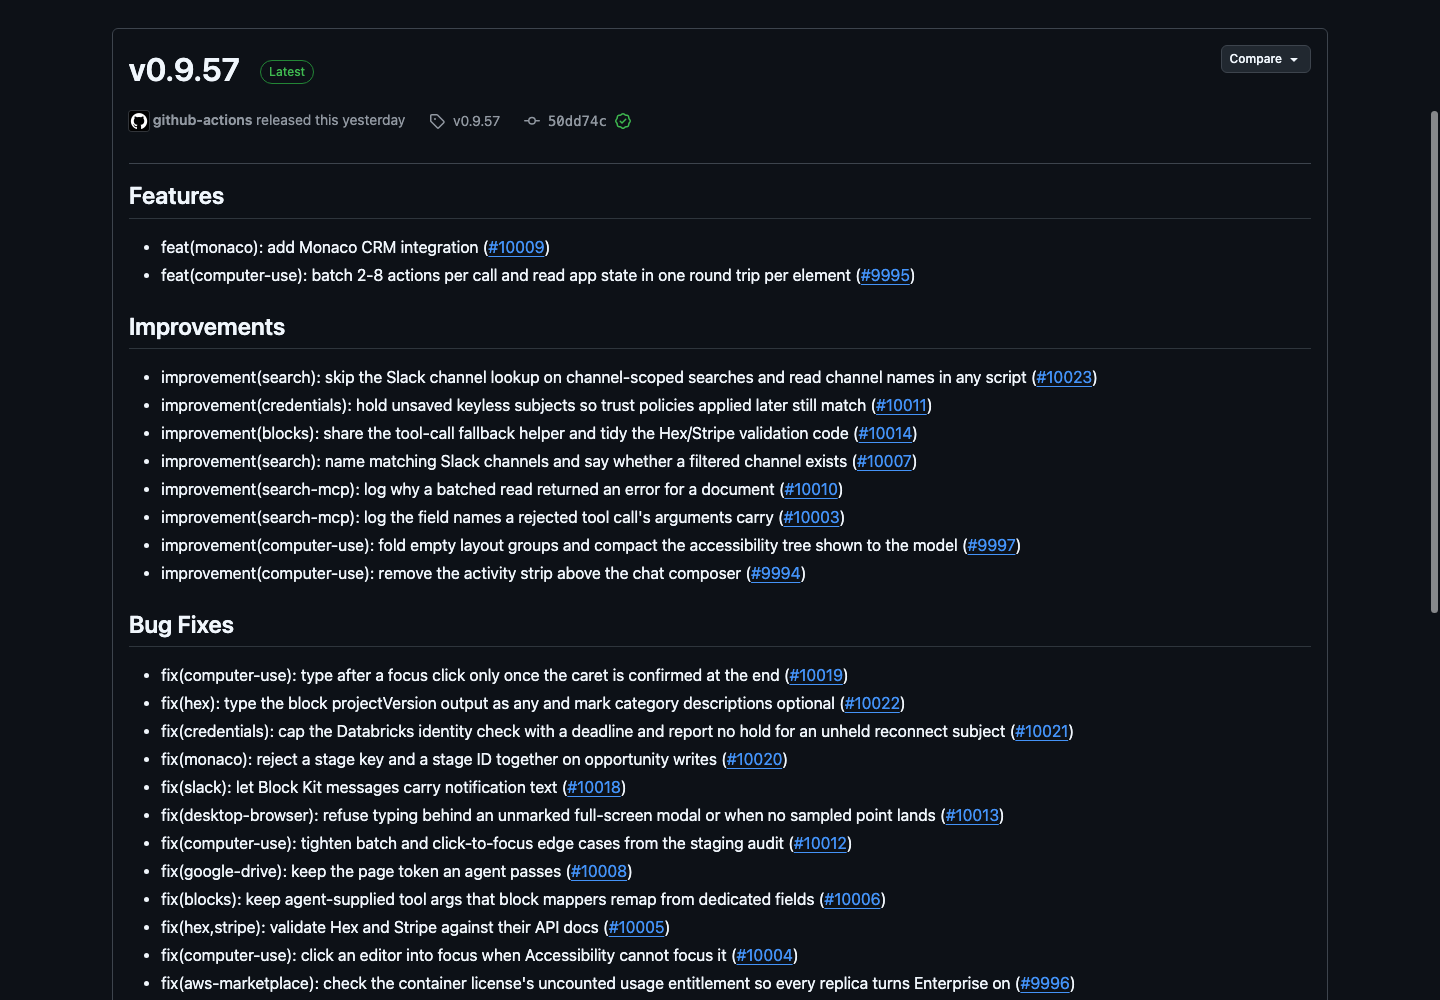 v0.9.57
Latest
Compare
github-actions released this yesterday
v0.9.57
50dd74c
Features
feat(monaco): add Monaco CRM integration (#10009)
feat(computer-use): batch 2-8 actions per call and read app state in one round trip per element (#9995)
Improvements
improvement(search): skip the Slack channel lookup on channel-scoped searches and read channel names in any script (#10023)
improvement(credentials): hold unsaved keyless subjects so trust policies applied later still match (#10011)
improvement(blocks): share the tool-call fallback helper and tidy the Hex/Stripe validation code (#10014)
improvement(search): name matching Slack channels and say whether a filtered channel exists (#10007)
improvement(search-mcp): log why a batched read returned an error for a document (#10010)
improvement(search-mcp): log the field names a rejected tool call's arguments carry (#10003)
improvement(computer-use): fold empty layout groups and compact the accessibility tree shown to the model (#9997)
improvement(computer-use): remove the activity strip above the chat composer (#9994)
Bug Fixes
fix(computer-use): type after a focus click only once the caret is confirmed at the end (#10019)
fix(hex): type the block projectVersion output as any and mark category descriptions optional (#10022)
fix(credentials): cap the Databricks identity check with a deadline and report no hold for an unheld reconnect subject (#10021)
fix(monaco): reject a stage key and a stage ID together on opportunity writes (#10020)
fix(slack): let Block Kit messages carry notification text (#10018)
fix(desktop-browser): refuse typing behind an unmarked full-screen modal or when no sampled point lands (#10013)
fix(computer-use): tighten batch and click-to-focus edge cases from the staging audit (#10012)
fix(google-drive): keep the page token an agent passes (#10008)
fix(blocks): keep agent-supplied tool args that block mappers remap from dedicated fields (#10006)
fix(hex,stripe): validate Hex and Stripe against their API docs (#10005)
fix(computer-use): click an editor into focus when Accessibility cannot focus it (#10004)
fix(aws-marketplace): check the container license's uncounted usage entitlement so every replica turns Enterprise on (#9996)